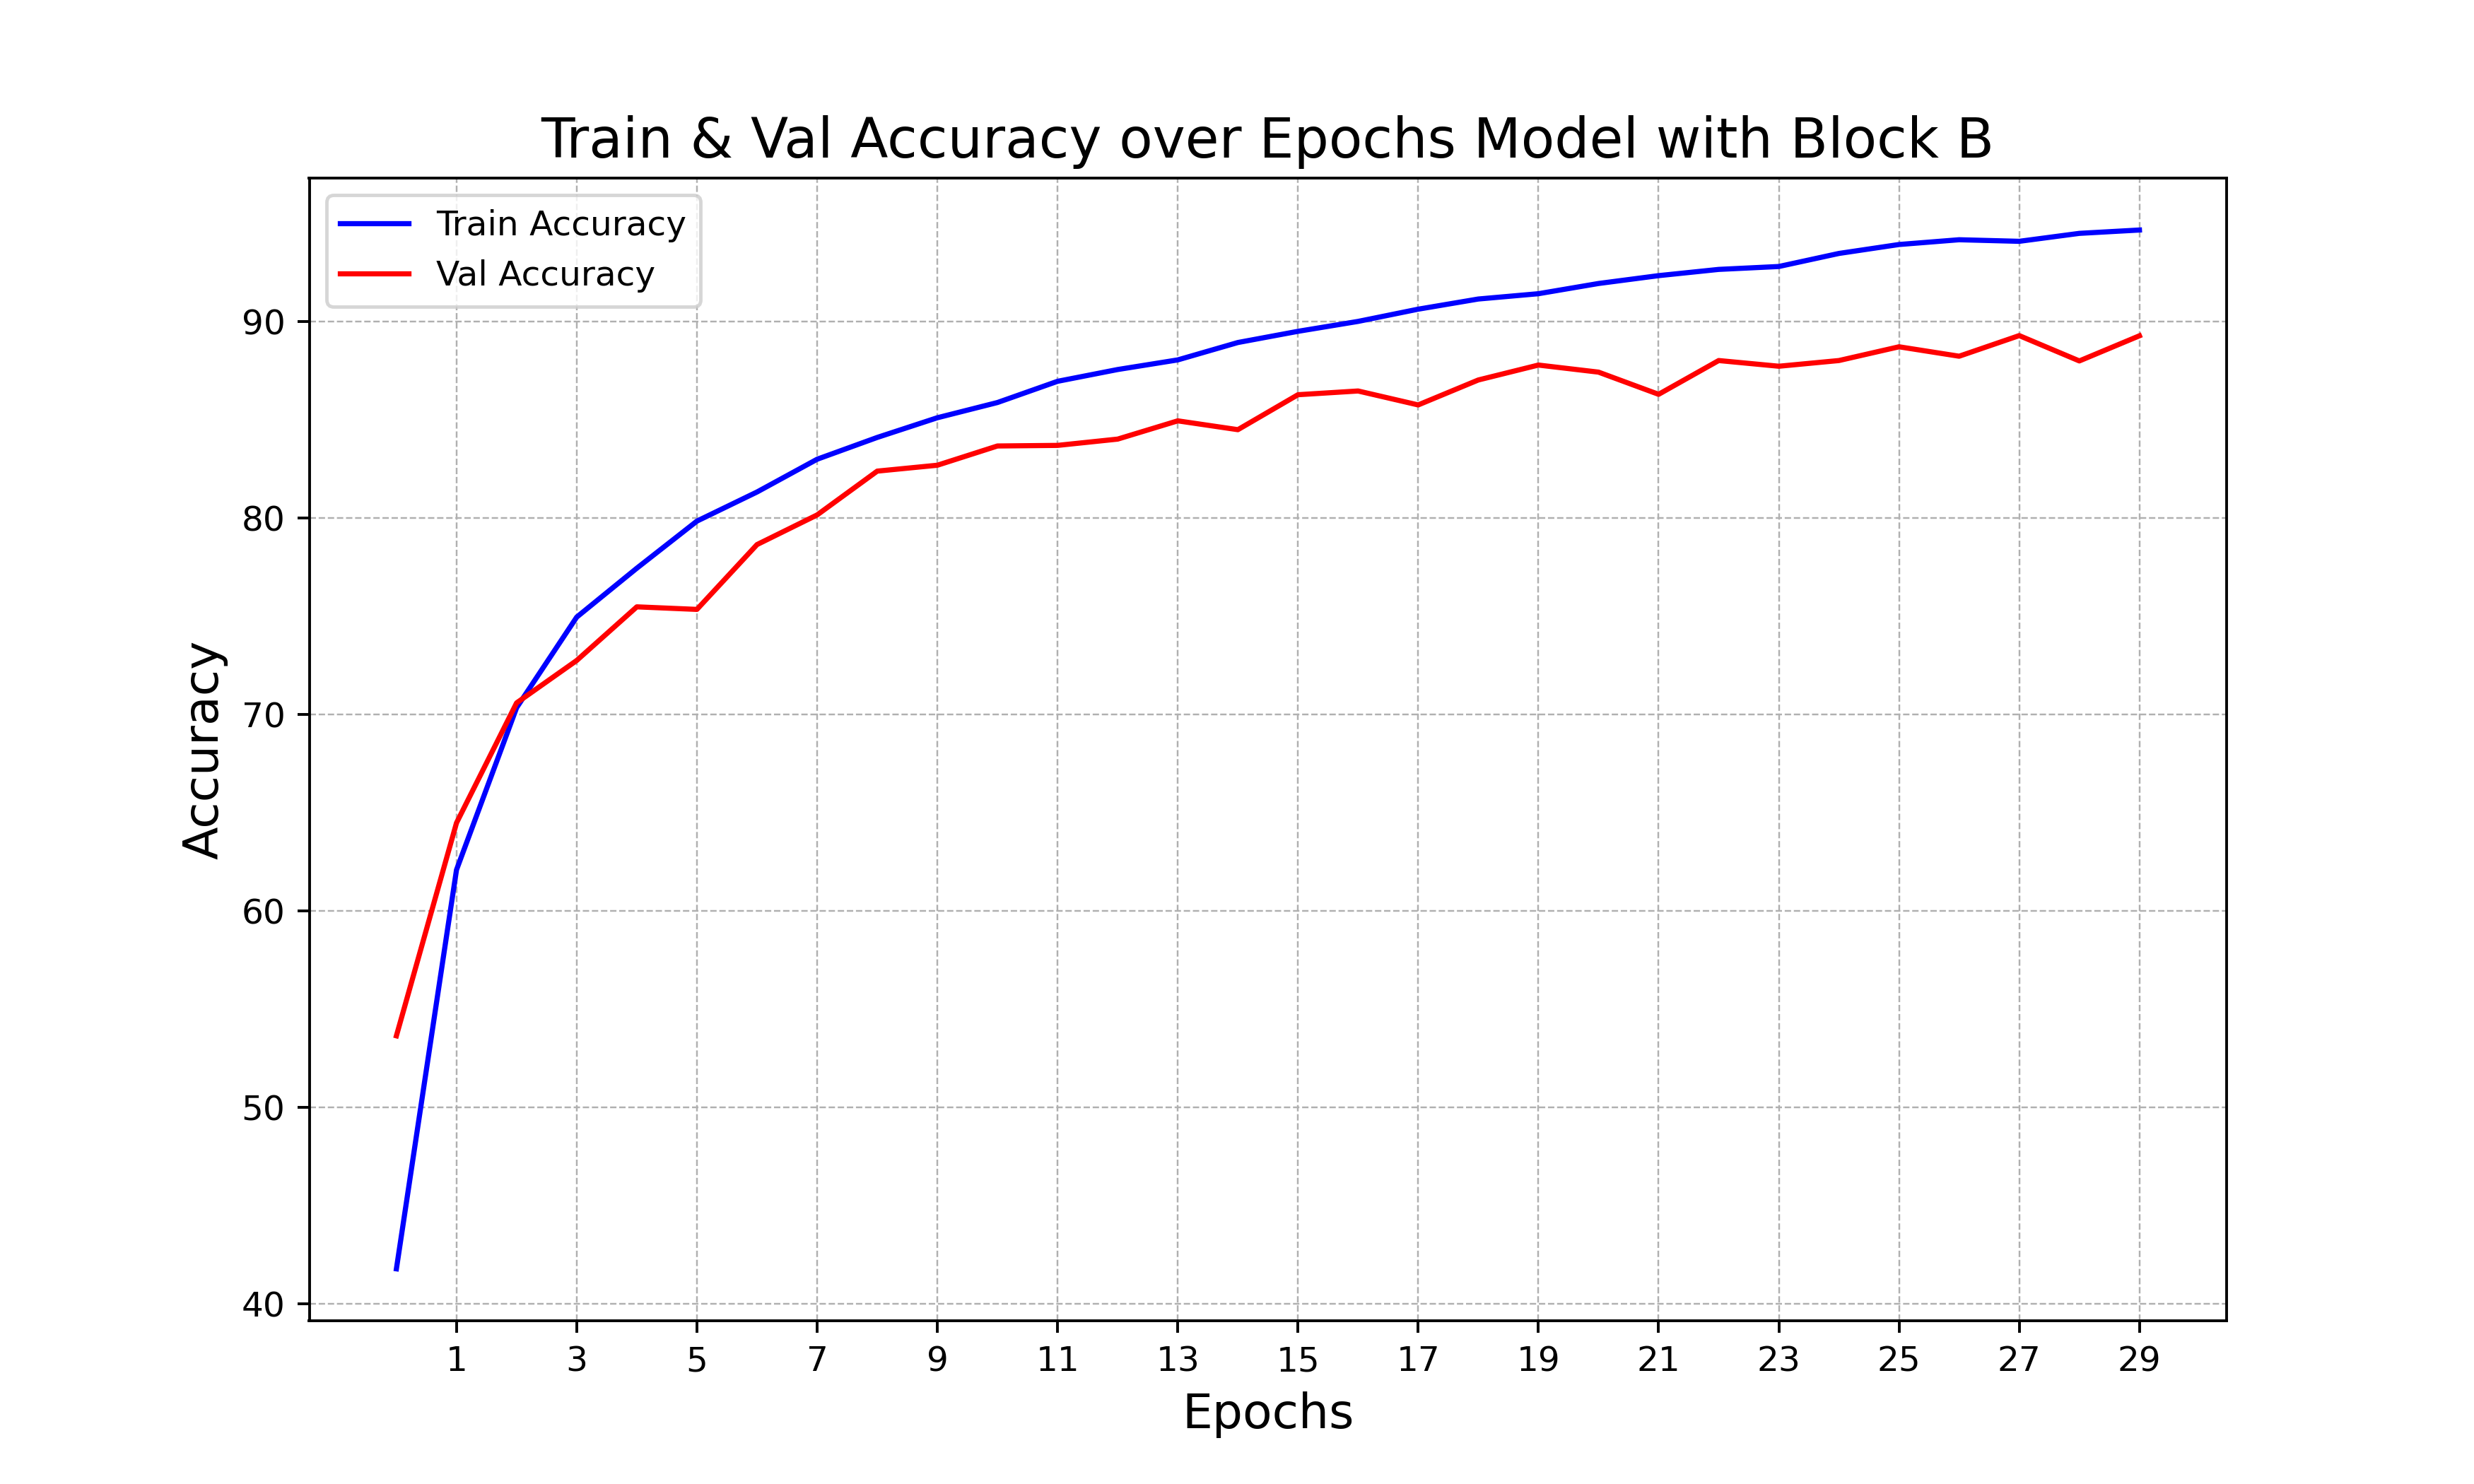 Train & Val Accuracy over Epochs Model with Block B
Train Accuracy
Val Accuracy
90
80
70
60
50
40
Accuracy
1 3 5 7 9 11 13 15 17 19 21 23 25 27 29
Epochs